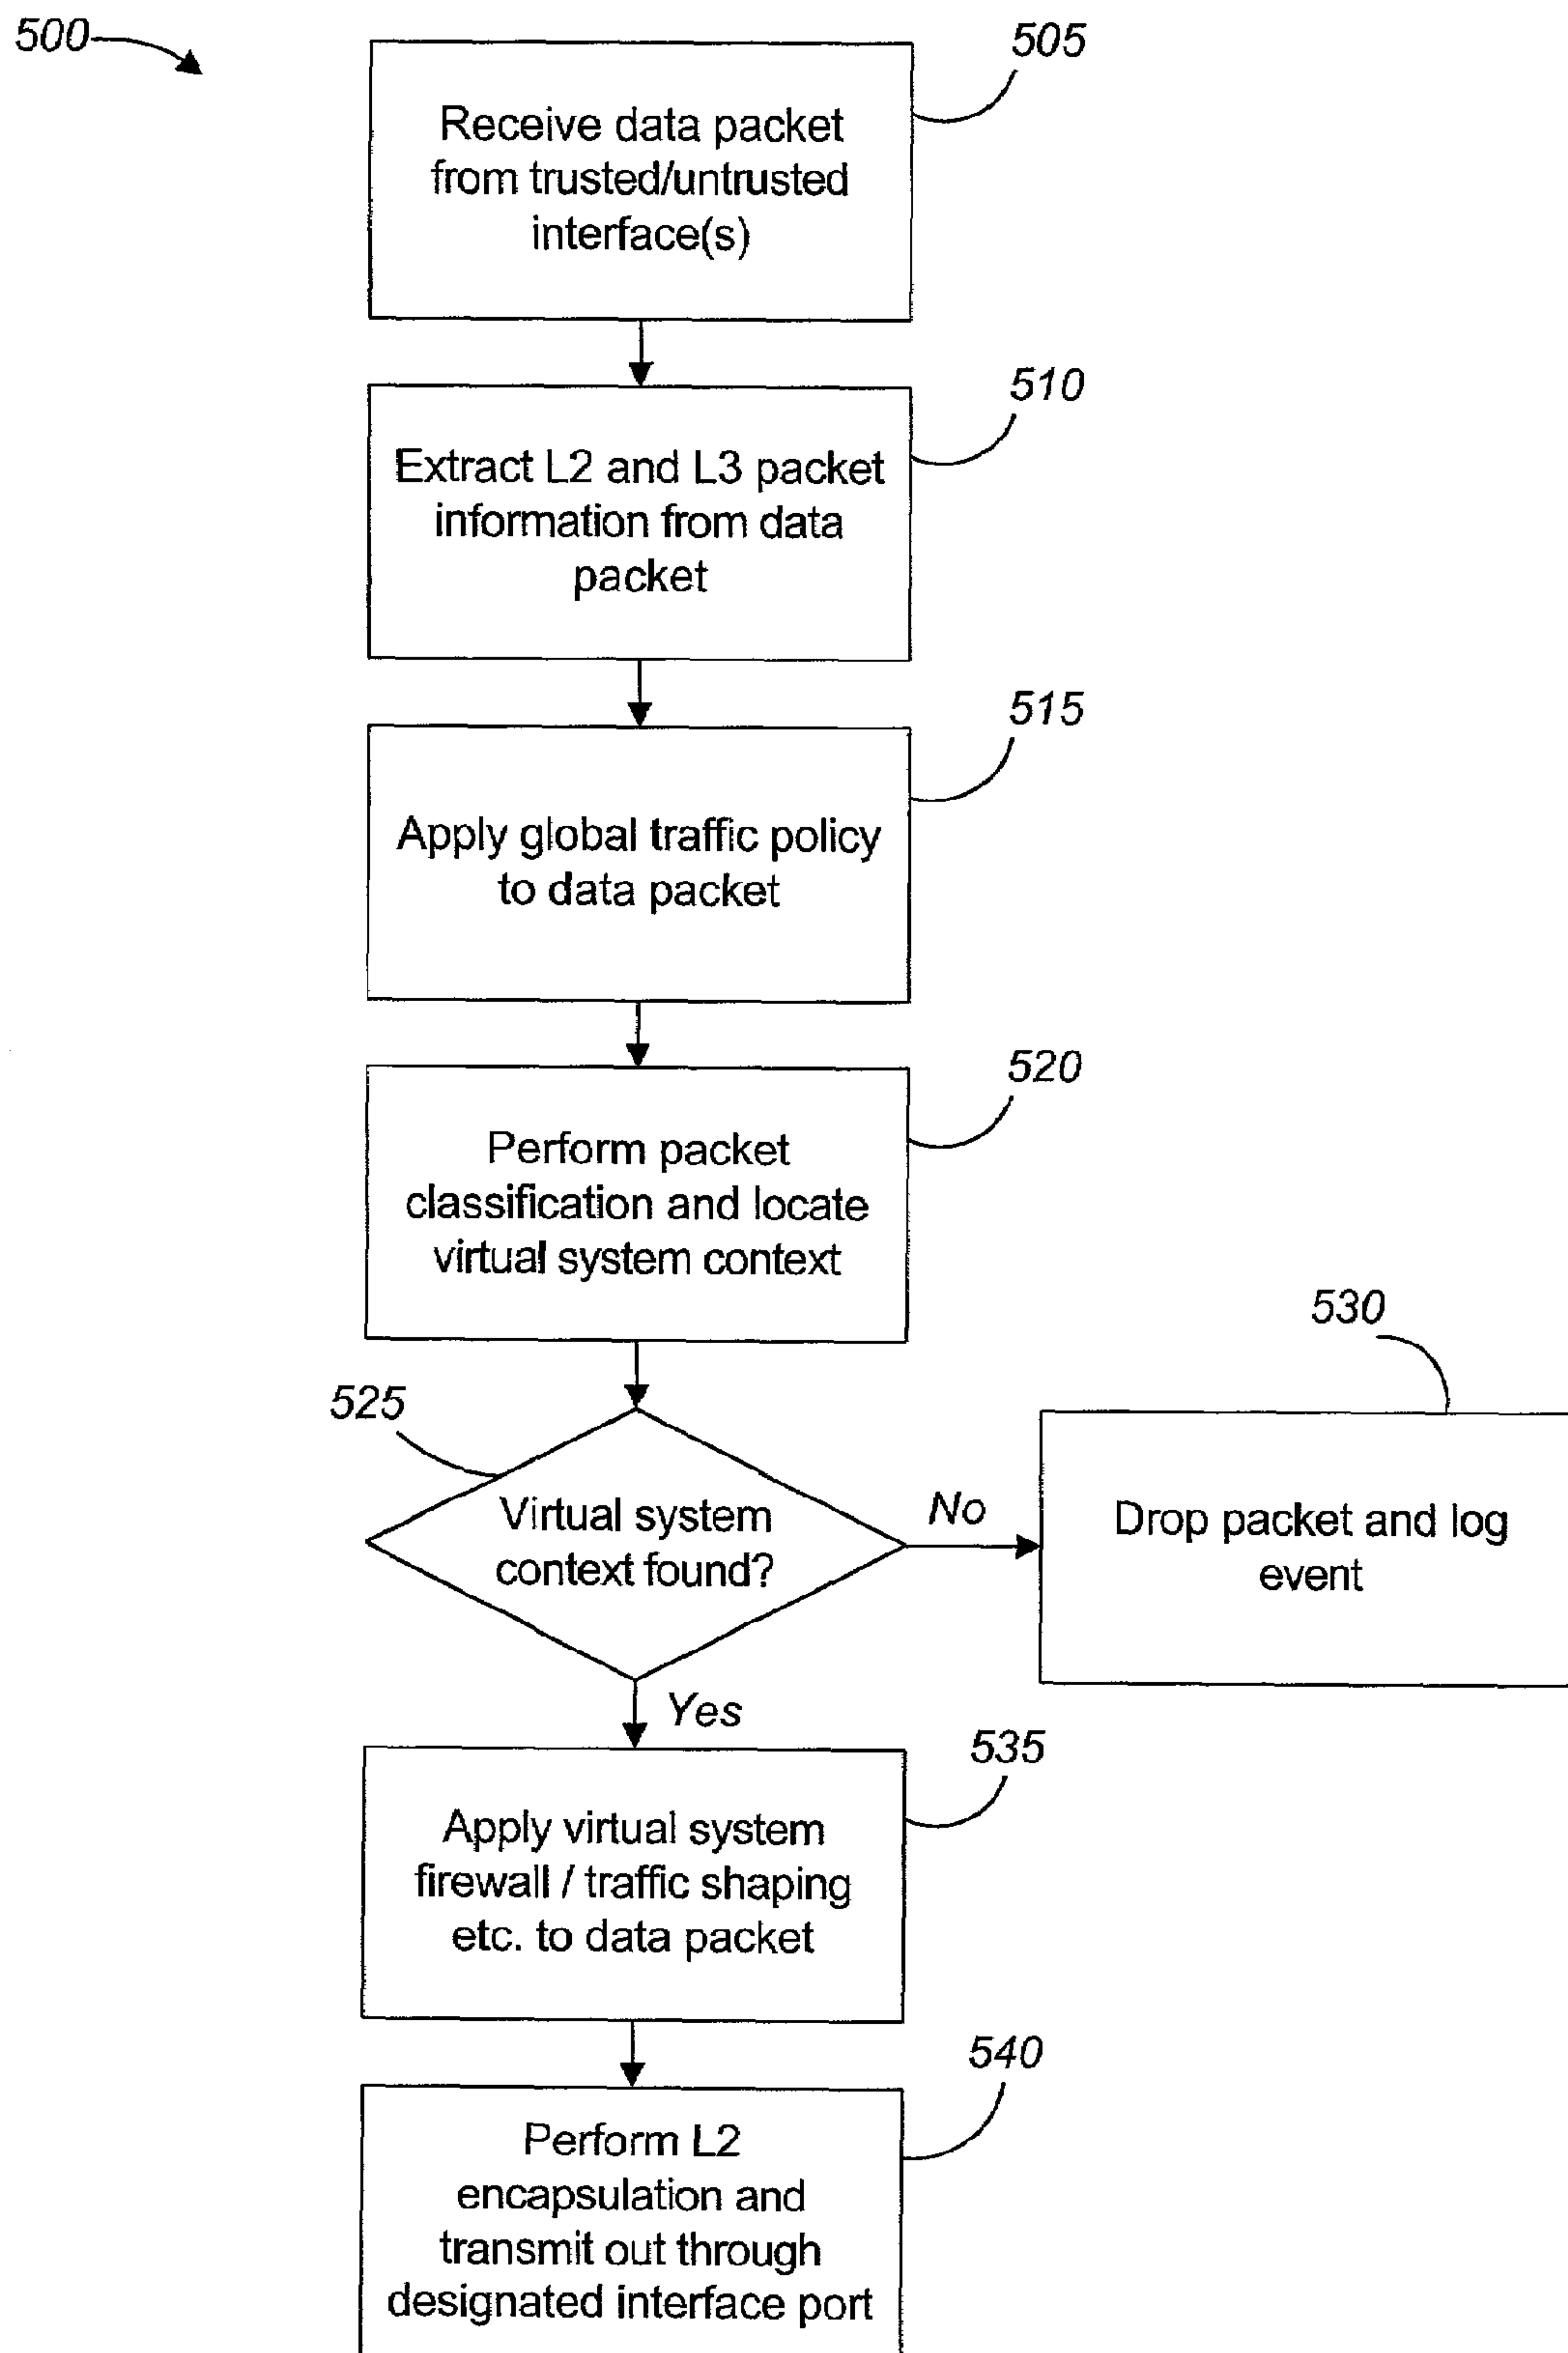 500
505
Receive data packet
from trusted/untrusted
interface(s)
510
Extract L2 and L3 packet
information from data
packet
515
Apply global traffic policy
to data packet
520
Perform packet
classification and locate
virtual system context
525
Virtual system
context found?
No
530
Drop packet and log
event
Yes
535
Apply virtual system
firewall / traffic shaping
etc. to data packet
540
Perform L2
encapsulation and
transmit out through
designated interface port